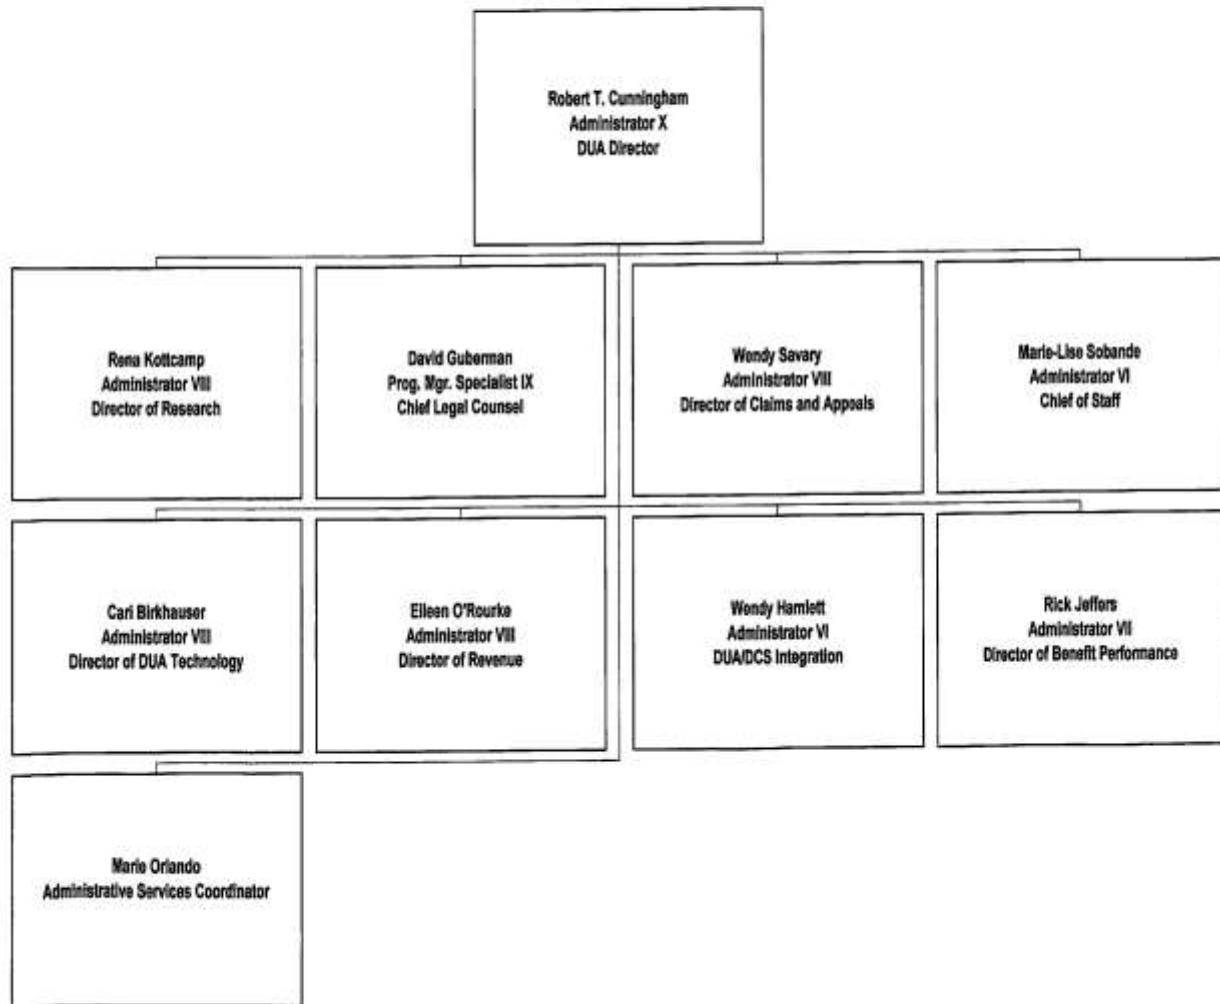 Robert T. Cunningham
Administrator X
DUA Director
Rena Kottcamp
Administrator VIII
Director of Research
David Guberman
Prog. Mgr. Specialist IX
Chief Legal Counsel
Wendy Savary
Administrator VIII
Director of Claims and Appeals
Marie-Lise Sobande
Administrator VI
Chief of Staff
Cari Birkhauser
Administrator VIII
Director of DUA Technology
Eileen O'Rourke
Administrator VIII
Director of Revenue
Wendy Hamlett
Administrator VI
DUA/DCS Integration
Rick Jeffers
Administrator VII
Director of Benefit Performance
Marie Orlando
Administrative Services Coordinator